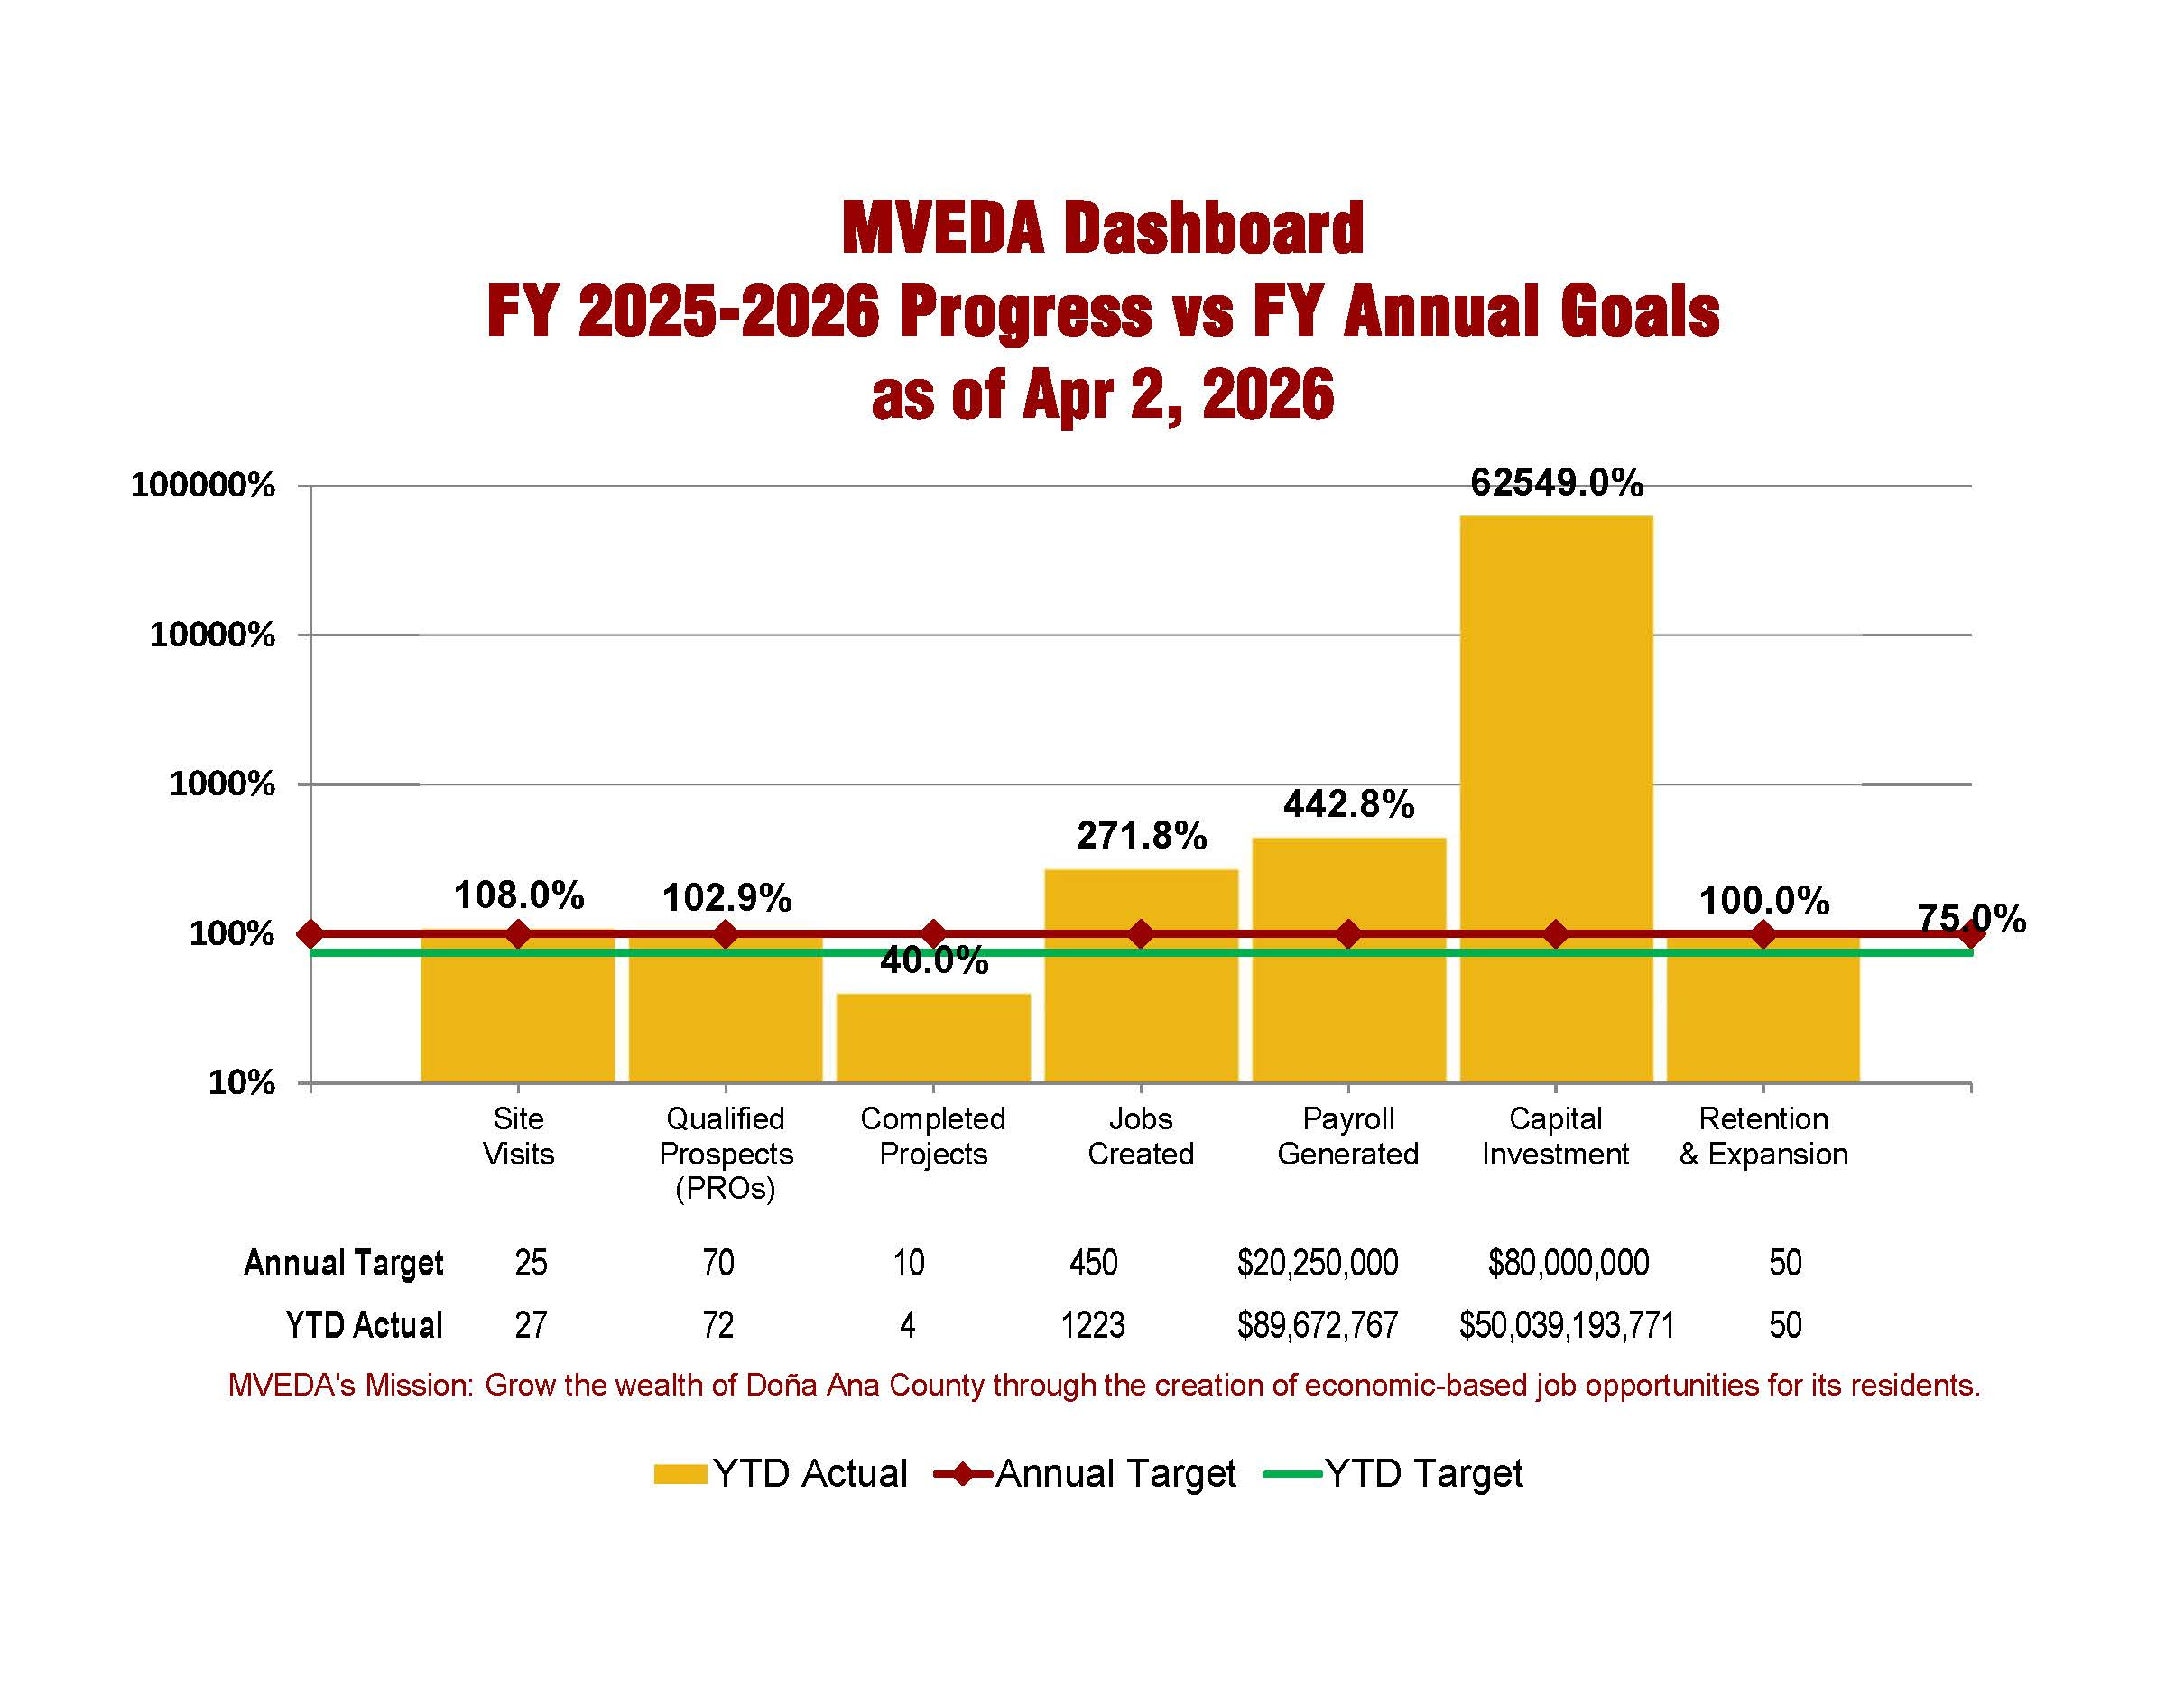 MVEDA Dashboard
FY 2025-2026 Progress vs FY Annual Goals
as of Apr 2, 2026
100000%
10000%
1000%
100%
10%
108.0%
102.9%
40.0%
271.8%
442.8%
62549.0%
100.0%
75.0%
Site
Visits
Qualified
Prospects
(PROs)
Completed
Projects
Jobs
Created
Payroll
Generated
Capital
Investment
Retention
& Expansion
Annual Target 25 70 10 450 $20,250,000 $80,000,000 50
YTD Actual 27 72 4 1223 $89,672,767 $50,039,193,771 50
MVEDA's Mission: Grow the wealth of Doña Ana County through the creation of economic-based job opportunities for its residents.
YTD Actual Annual Target YTD Target